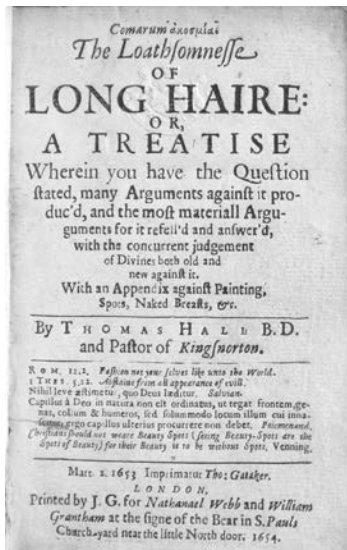 Comarum ἀκοσμία
The Loathſomneſſe
OF
LONG HAIRE:
OR,
A TREATISE
Wherein you have the Queſtion
ſtated, many Arguments againſt it pro-
duc'd, and the moſt materiall Argu-
guments for it refell'd and anſwer'd,
with the concurrent judgement
of Divines both old and
new againſt it.
With an Appendix againſt Painting,
Spots, Naked Breaſts, &c.
By THOMAS HALL B.D.
and Paſtor of Kingſnorton.
ROM. 12.2. Faſhion not your ſelves like unto the World.
1 THES. 5.22. Abſtaine from all appearance of evill.
Nihil leve æſtimetur, quo Deus læditur. Salvian.
Capillus à Deo in natura non eſt ordinatus, ut tegat frontem, ge-
nas, collum & humeros, ſed ſolummodo locum illum cui inna-
ergo capillus ulterius procurrere non debet. Poimenand.
Chriſtians ſhould not weare Beauty Spots (ſeeing Beauty-Spots are the
Spots of Beauty) for their Beauty is to be without Spots, Venning.
Mart. 2. 1653 Imprimatur Tho: Gataker.
LONDON,
Printed by J. G. for Nathanael Webb and William
Grantham at the ſigne of the Bear in S. Pauls
Church-yard near the little North door. 1654.